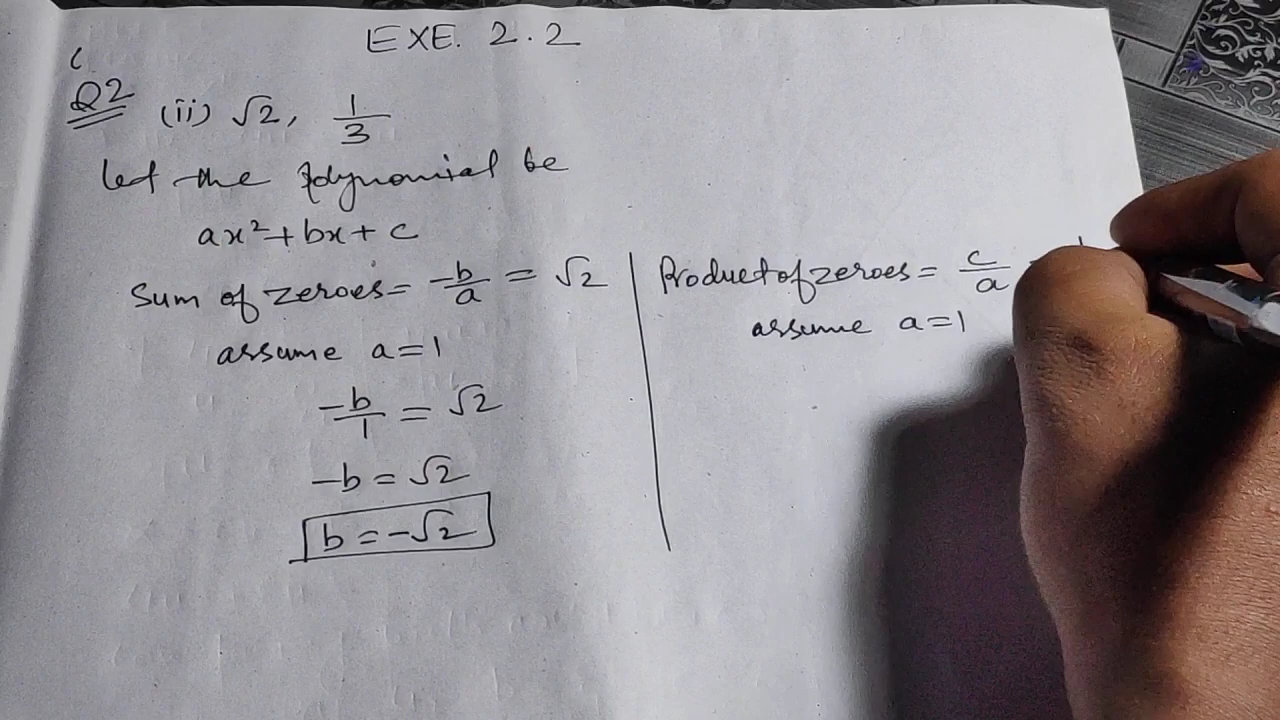 EXE. 2.2
Q2 (ii) √2, 1/3
Let the polynomial be
ax²+bx+c
Sum of zeroes = -b/a = √2
assume a=1
-b/1 = √2
-b = √2
b = -√2
Product of zeroes = c/a =
assume a=1